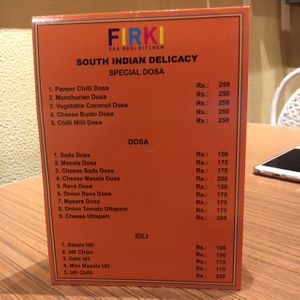 FIRKI
VEG DESI KITCHEN
SOUTH INDIAN DELICACY
SPECIAL DOSA
1. Paneer Chilli Dosa Rs.: 250
2. Manchurian Dosa Rs.: 250
3. Vegetable Coconut Dosa Rs.: 250
4. Chaese Busto Dosa Rs.: 250
5. Chilli Milli Dosa Rs.: 250
DOSA
1. Sada Dosa Rs.: 150
2. Masala Dosa Rs.: 175
3. Cheese Sada Dosa Rs.: 175
4. Cheese Masala Dosa Rs.: 200
5. Rava Dosa Rs.: 150
6. Onion Rava Dosa Rs.: 175
7. Mysore Dosa Rs.: 175
8. Onion Tomato Uttapam Rs.: 175
9. Cheese Uttapam Rs.: 200
IDLI
1. Steam Idli Rs.: 100
2. Idli Chips Rs.: 150
3. Dahi Idli Rs.: 175
4. Mini Masala Idli Rs.: 175
5. Idli Chilli Rs.: